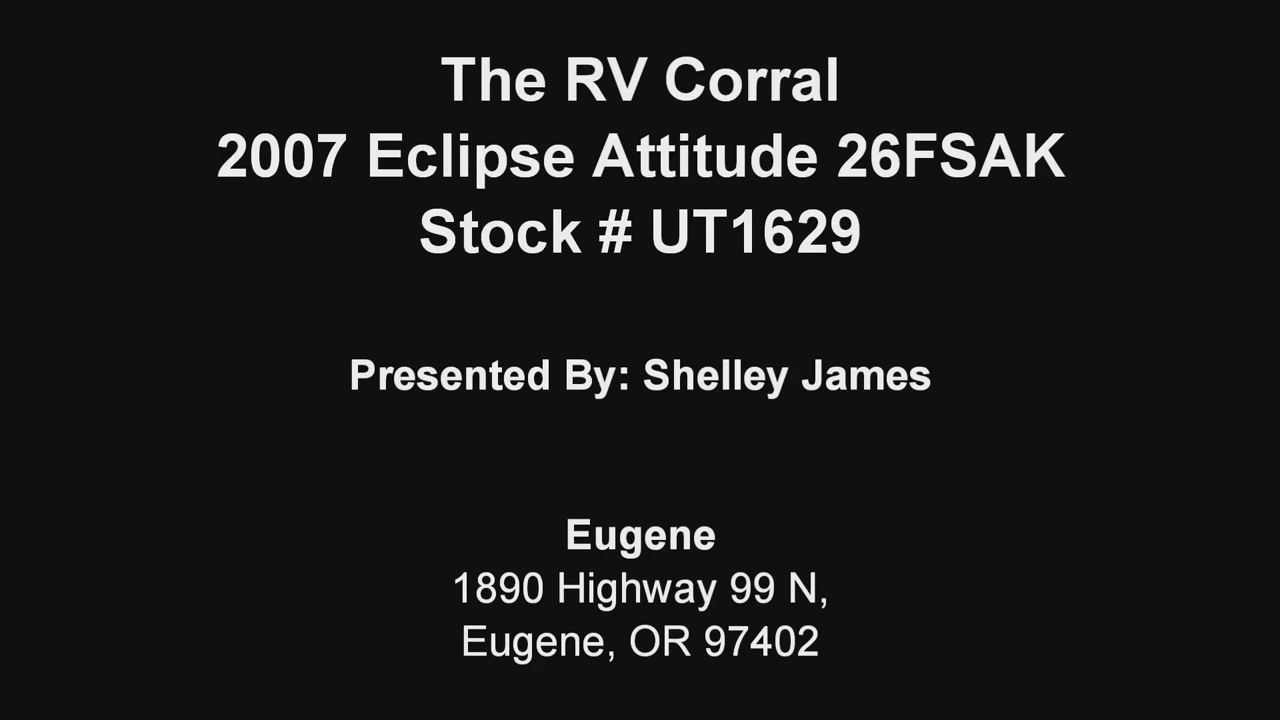 The RV Corral
2007 Eclipse Attitude 26FSAK
Stock # UT1629
Presented By: Shelley James
Eugene
1890 Highway 99 N,
Eugene, OR 97402